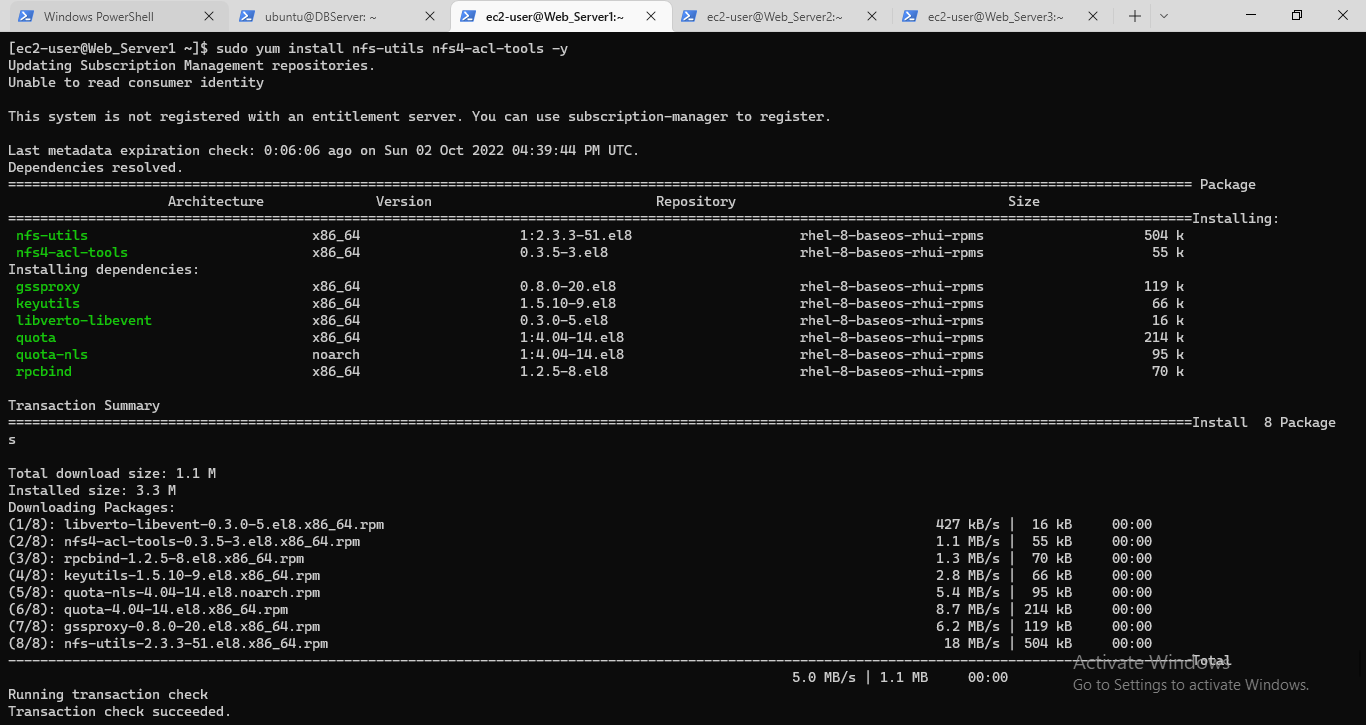 Windows PowerShell
ubuntu@DBServer: ~
ec2-user@Web_Server1:~
ec2-user@Web_Server2:~
ec2-user@Web_Server3:~
[ec2-user@Web_Server1 ~]$ sudo yum install nfs-utils nfs4-acl-tools -y
Updating Subscription Management repositories.
Unable to read consumer identity
This system is not registered with an entitlement server. You can use subscription-manager to register.
Last metadata expiration check: 0:06:06 ago on Sun 02 Oct 2022 04:39:44 PM UTC.
Dependencies resolved.
Package
Architecture Version Repository Size
Installing:
nfs-utils x86_64 1:2.3.3-51.el8 rhel-8-baseos-rhui-rpms 504 k
nfs4-acl-tools x86_64 0.3.5-3.el8 rhel-8-baseos-rhui-rpms 55 k
Installing dependencies:
gssproxy x86_64 0.8.0-20.el8 rhel-8-baseos-rhui-rpms 119 k
keyutils x86_64 1.5.10-9.el8 rhel-8-baseos-rhui-rpms 66 k
libverto-libevent x86_64 0.3.0-5.el8 rhel-8-baseos-rhui-rpms 16 k
quota x86_64 1:4.04-14.el8 rhel-8-baseos-rhui-rpms 214 k
quota-nls noarch 1:4.04-14.el8 rhel-8-baseos-rhui-rpms 95 k
rpcbind x86_64 1.2.5-8.el8 rhel-8-baseos-rhui-rpms 70 k
Transaction Summary
Install 8 Package
s
Total download size: 1.1 M
Installed size: 3.3 M
Downloading Packages:
(1/8): libverto-libevent-0.3.0-5.el8.x86_64.rpm 427 kB/s | 16 kB 00:00
(2/8): nfs4-acl-tools-0.3.5-3.el8.x86_64.rpm 1.1 MB/s | 55 kB 00:00
(3/8): rpcbind-1.2.5-8.el8.x86_64.rpm 1.3 MB/s | 70 kB 00:00
(4/8): keyutils-1.5.10-9.el8.x86_64.rpm 2.8 MB/s | 66 kB 00:00
(5/8): quota-nls-4.04-14.el8.noarch.rpm 5.4 MB/s | 95 kB 00:00
(6/8): quota-4.04-14.el8.x86_64.rpm 8.7 MB/s | 214 kB 00:00
(7/8): gssproxy-0.8.0-20.el8.x86_64.rpm 6.2 MB/s | 119 kB 00:00
(8/8): nfs-utils-2.3.3-51.el8.x86_64.rpm 18 MB/s | 504 kB 00:00
Total
5.0 MB/s | 1.1 MB 00:00
Running transaction check
Transaction check succeeded.
Activate Windows
Go to Settings to activate Windows.